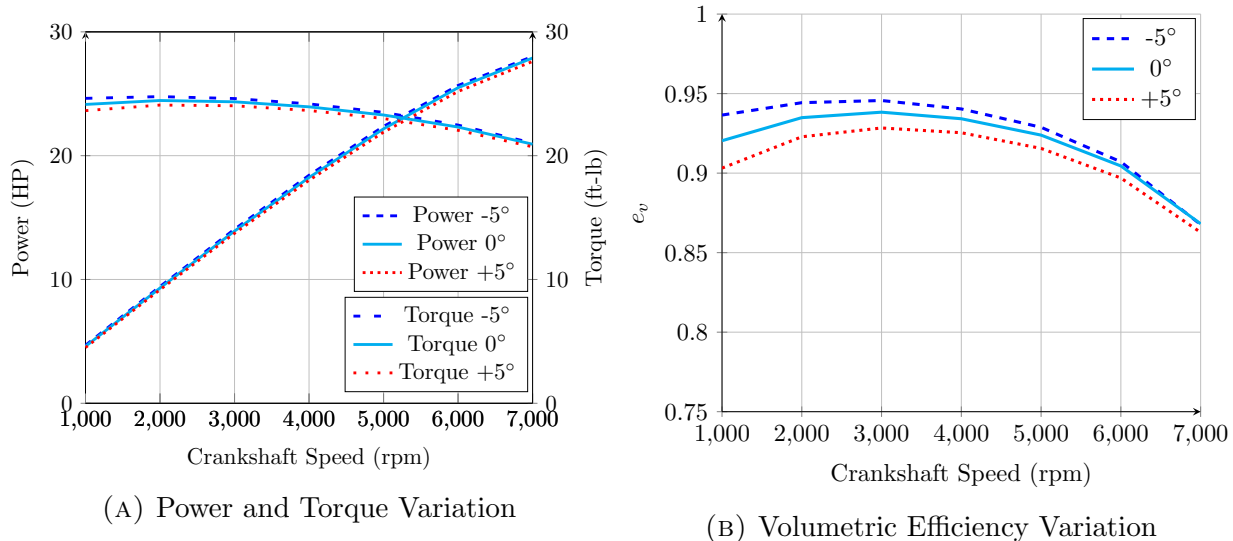 30
20
10
0
Power (HP)
30
20
10
0
Torque (ft-lb)
Power -5°
Power 0°
Power +5°
Torque -5°
Torque 0°
Torque +5°
1,000 2,000 3,000 4,000 5,000 6,000 7,000
Crankshaft Speed (rpm)
(A) Power and Torque Variation
1
0.95
0.9
0.85
0.8
0.75
e_v
-5°
0°
+5°
1,000 2,000 3,000 4,000 5,000 6,000 7,000
Crankshaft Speed (rpm)
(B) Volumetric Efficiency Variation